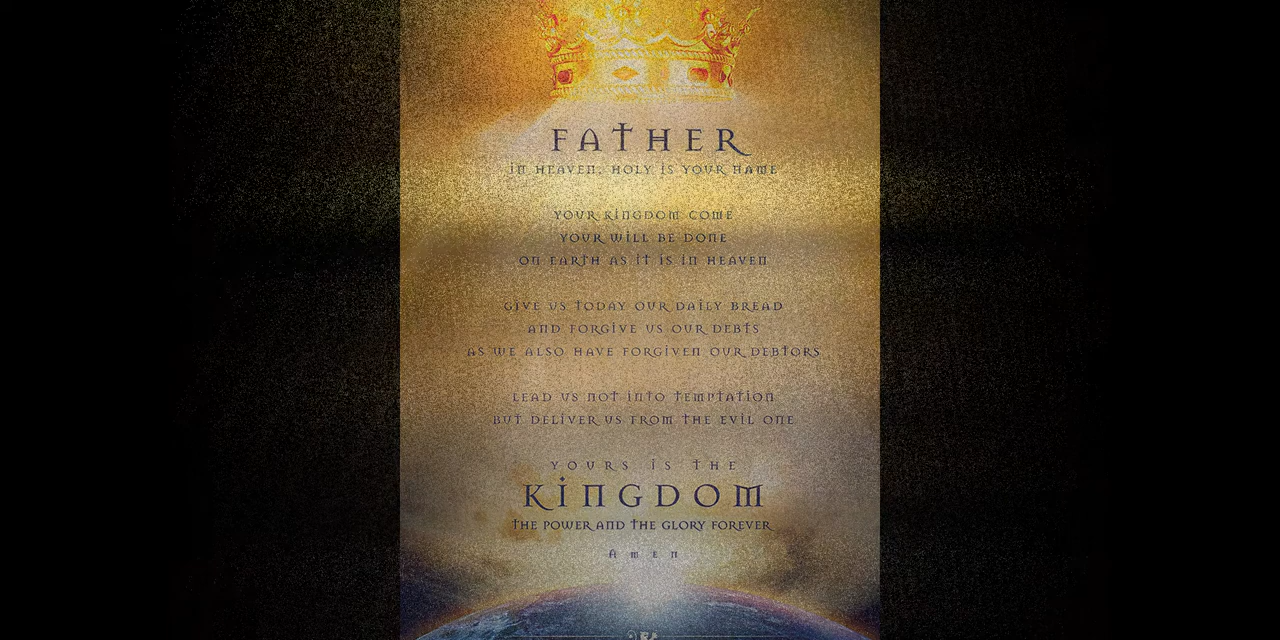 FATHER
IN HEAVEN, HOLY IS YOUR NAME
YOUR KINGDOM COME
YOUR WILL BE DONE
ON EARTH AS IT IS IN HEAVEN
GIVE US TODAY OUR DAILY BREAD
AND FORGIVE US OUR DEBTS
AS WE ALSO HAVE FORGIVEN OUR DEBTORS
LEAD US NOT INTO TEMPTATION
BUT DELIVER US FROM THE EVIL ONE
YOURS IS THE
KINGDOM
THE POWER AND THE GLORY FOREVER
AMEN